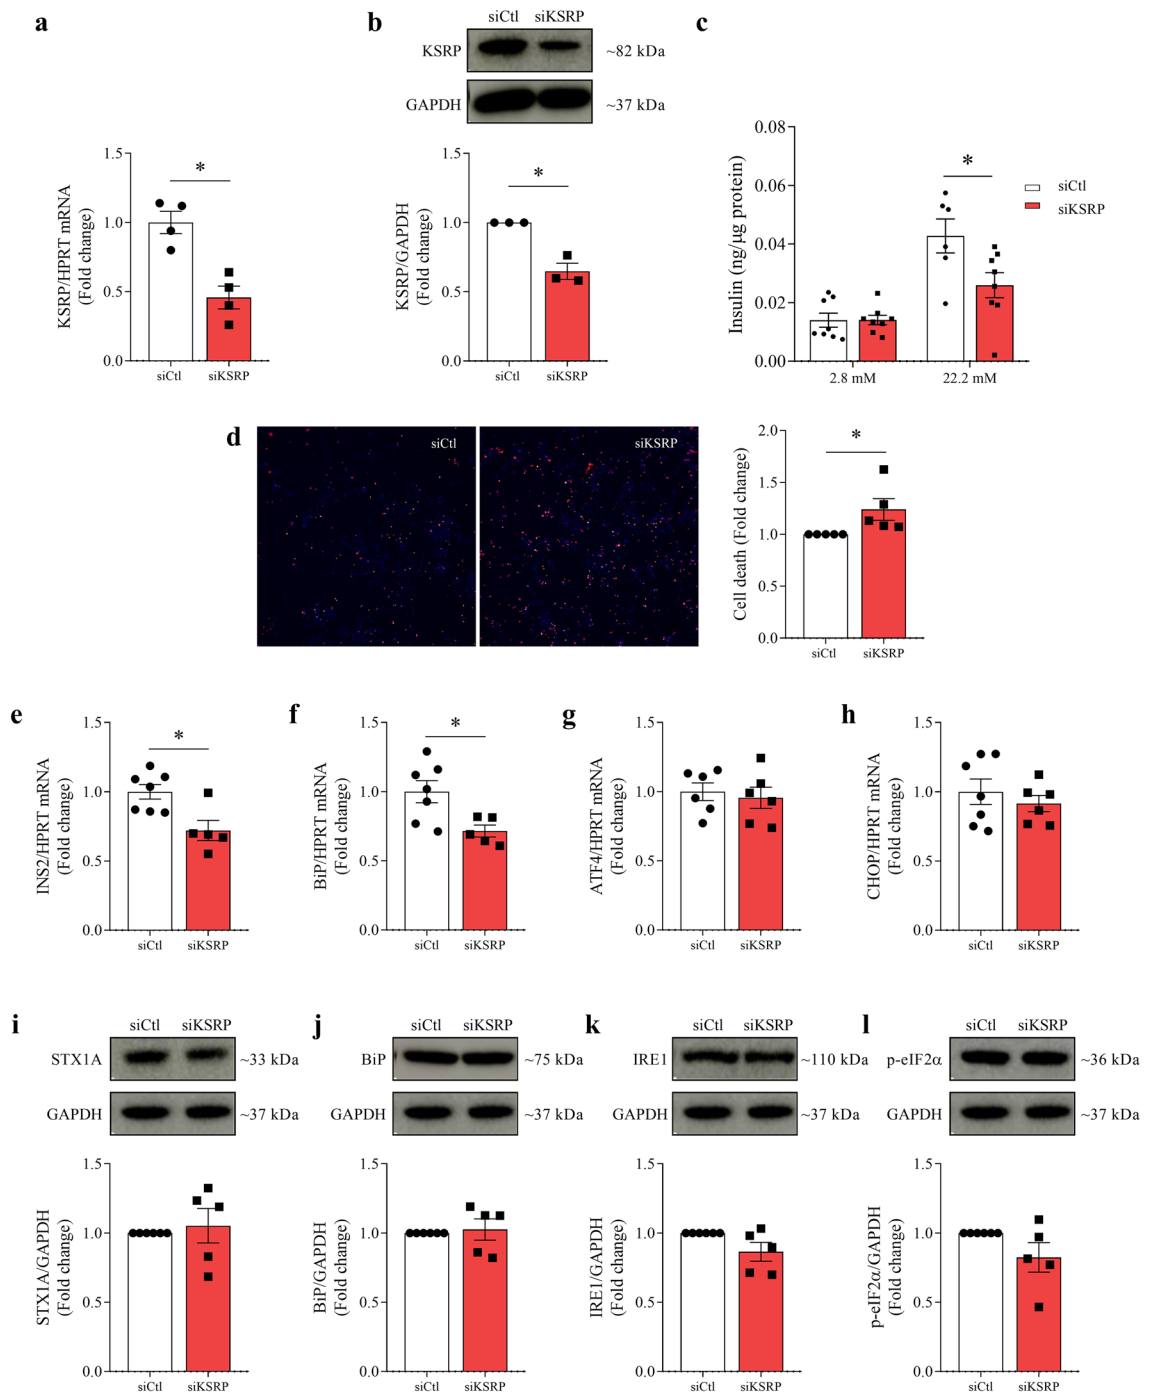 a
KSRP/HPRT mRNA
(Fold change)
1.5
1.0
0.5
0.0
*
siCtl siKSRP
b
siCtl siKSRP
KSRP ~82 kDa
GAPDH ~37 kDa
KSRP/GAPDH
(Fold change)
1.5
1.0
0.5
0.0
*
siCtl siKSRP
c
Insulin (ng/µg protein)
0.08
0.06
0.04
0.02
0.00
*
2.8 mM 22.2 mM
siCtl
siKSRP
d
siCtl
siKSRP
Cell death (Fold change)
2.0
1.5
1.0
0.5
0.0
*
siCtl siKSRP
e
INS2/HPRT mRNA
(Fold change)
1.5
1.0
0.5
0.0
*
siCtl siKSRP
f
BiP/HPRT mRNA
(Fold change)
1.5
1.0
0.5
0.0
*
siCtl siKSRP
g
ATF4/HPRT mRNA
(Fold change)
1.5
1.0
0.5
0.0
siCtl siKSRP
h
CHOP/HPRT mRNA
(Fold change)
1.5
1.0
0.5
0.0
siCtl siKSRP
i
siCtl siKSRP
STX1A ~33 kDa
GAPDH ~37 kDa
STX1A/GAPDH
(Fold change)
1.5
1.0
0.5
0.0
siCtl siKSRP
j
siCtl siKSRP
BiP ~75 kDa
GAPDH ~37 kDa
BiP/GAPDH
(Fold change)
1.5
1.0
0.5
0.0
siCtl siKSRP
k
siCtl siKSRP
IRE1 ~110 kDa
GAPDH ~37 kDa
IRE1/GAPDH
(Fold change)
1.5
1.0
0.5
0.0
siCtl siKSRP
l
siCtl siKSRP
p-eIF2α ~36 kDa
GAPDH ~37 kDa
p-eIF2α/GAPDH
(Fold change)
1.5
1.0
0.5
0.0
siCtl siKSRP